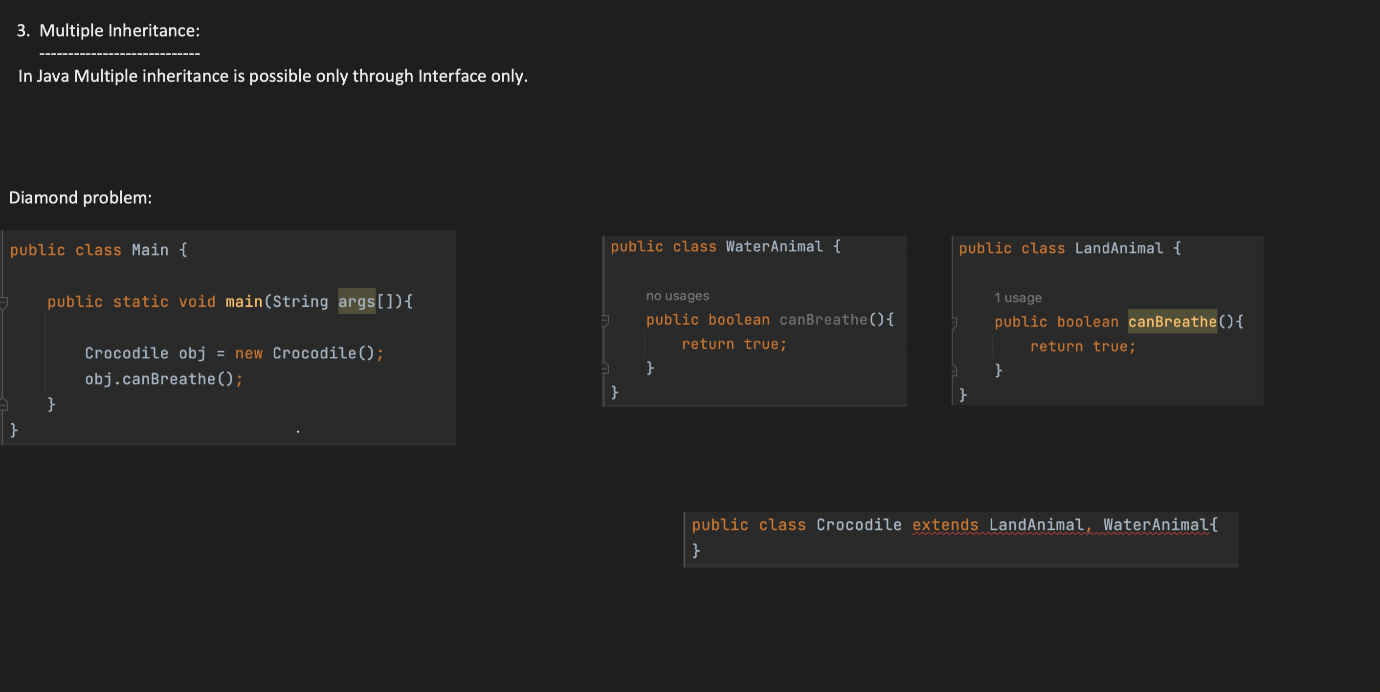 3. Multiple Inheritance:
----------------------------
In Java Multiple inheritance is possible only through Interface only.
Diamond problem:
public class Main {
public static void main(String args[]){
Crocodile obj = new Crocodile();
obj.canBreathe();
}
}
public class WaterAnimal {
no usages
public boolean canBreathe(){
return true;
}
}
public class LandAnimal {
1 usage
public boolean canBreathe(){
return true;
}
}
public class Crocodile extends LandAnimal, WaterAnimal{
}